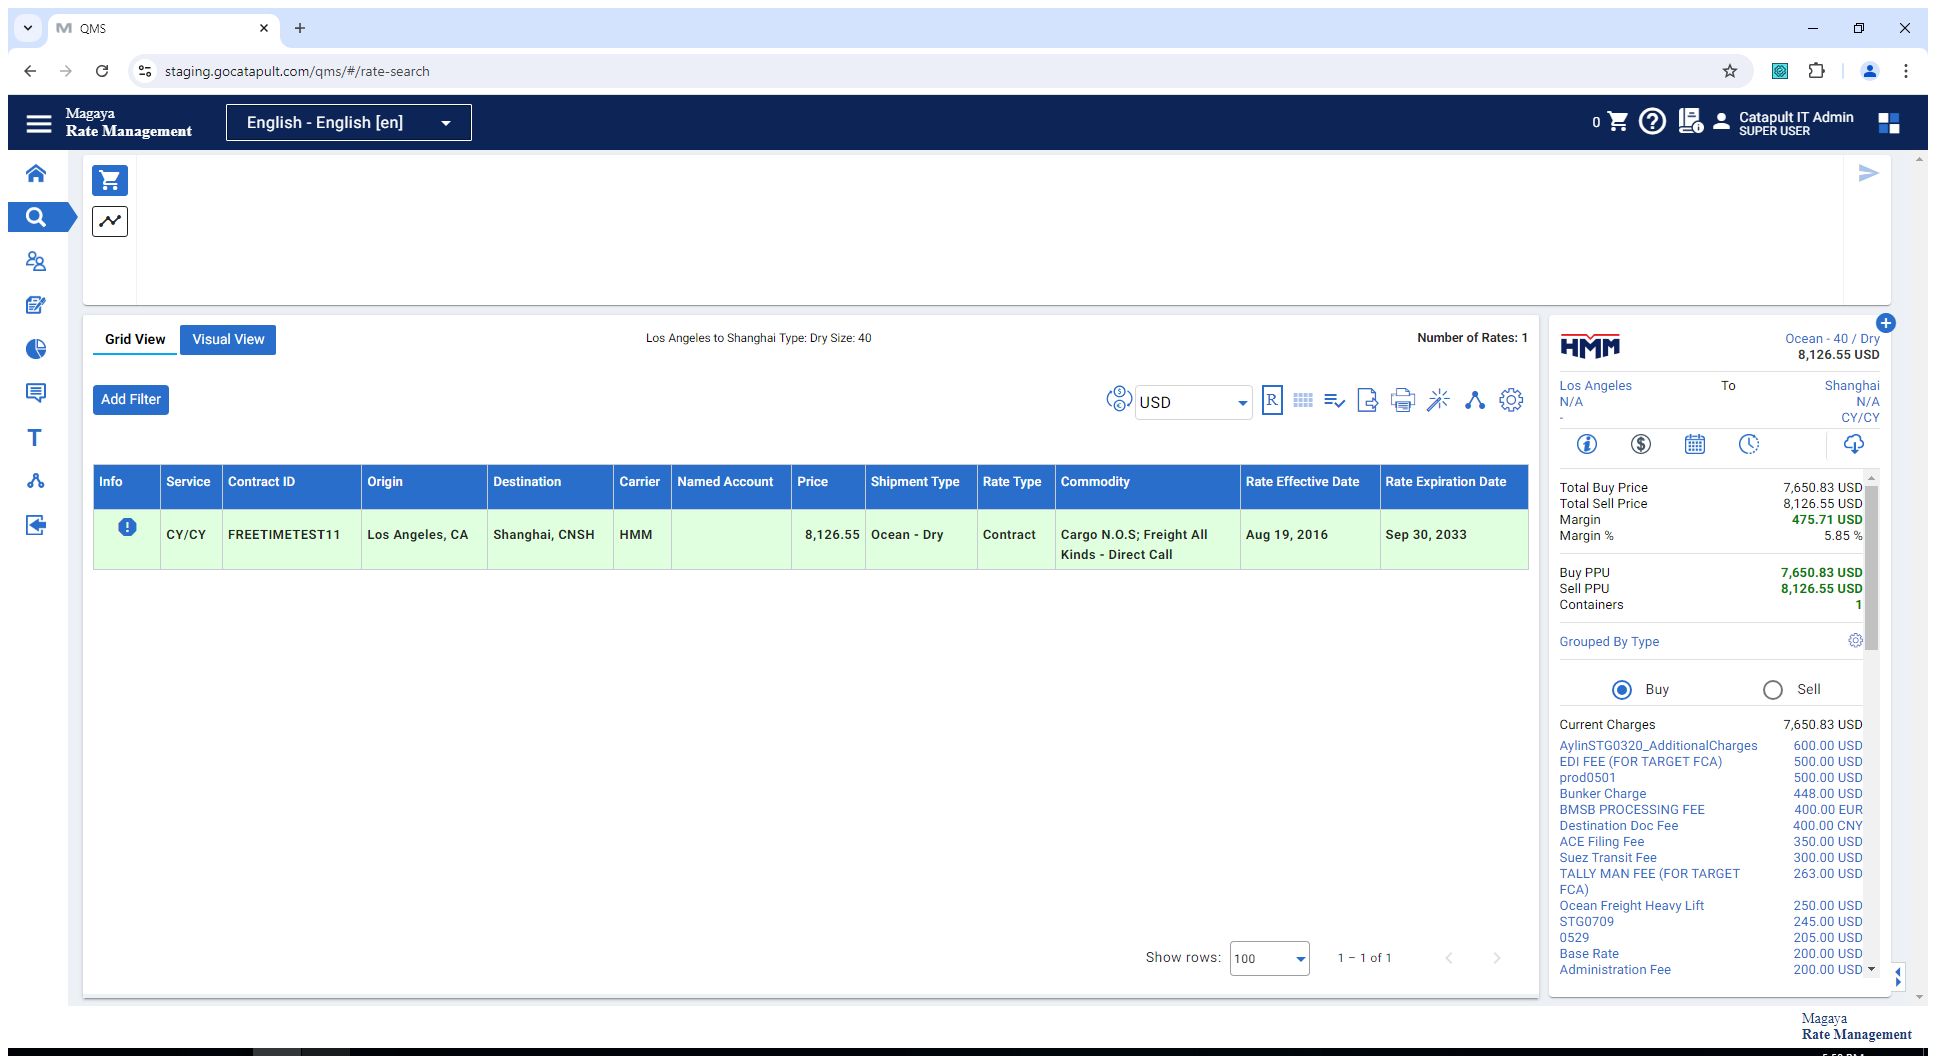 QMS
staging.gocatapult.com/qms/#/rate-search
Magaya
Rate Management
English - English [en]
0
Catapult IT Admin
SUPER USER
Grid View
Visual View
Los Angeles to Shanghai Type: Dry Size: 40
Number of Rates: 1
Add Filter
USD
R
Info Service Contract ID Origin Destination Carrier Named Account Price Shipment Type Rate Type Commodity Rate Effective Date Rate Expiration Date
CY/CY FREETIMETEST11 Los Angeles, CA Shanghai, CNSH HMM 8,126.55 Ocean - Dry Contract Cargo N.O.S; Freight All Aug 19, 2016 Sep 30, 2033
Kinds - Direct Call
Show rows: 100 1 – 1 of 1
HMM
Ocean - 40 / Dry
8,126.55 USD
Los Angeles To Shanghai
N/A N/A
- CY/CY
Total Buy Price 7,650.83 USD
Total Sell Price 8,126.55 USD
Margin 475.71 USD
Margin % 5.85 %
Buy PPU 7,650.83 USD
Sell PPU 8,126.55 USD
Containers 1
Grouped By Type
Buy Sell
Current Charges 7,650.83 USD
AylinSTG0320_AdditionalCharges 600.00 USD
EDI FEE (FOR TARGET FCA) 500.00 USD
prod0501 500.00 USD
Bunker Charge 448.00 USD
BMSB PROCESSING FEE 400.00 EUR
Destination Doc Fee 400.00 CNY
ACE Filing Fee 350.00 USD
Suez Transit Fee 300.00 USD
TALLY MAN FEE (FOR TARGET 263.00 USD
FCA)
Ocean Freight Heavy Lift 250.00 USD
STG0709 245.00 USD
0529 205.00 USD
Base Rate 200.00 USD
Administration Fee 200.00 USD
Magaya
Rate Management